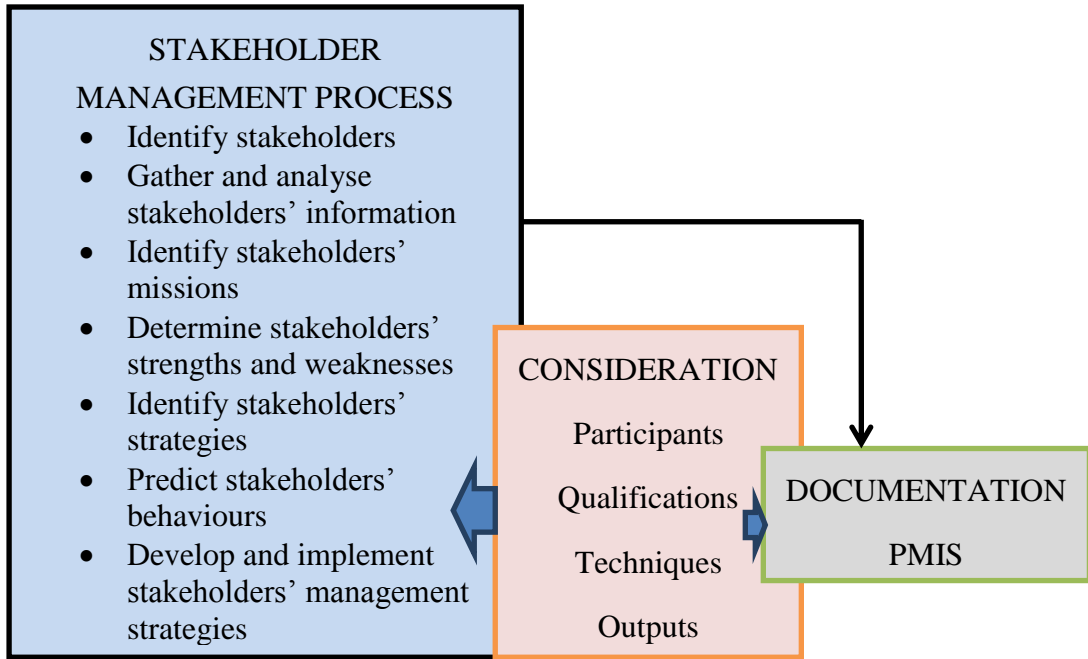 STAKEHOLDER
MANAGEMENT PROCESS
• Identify stakeholders
• Gather and analyse
stakeholders’ information
• Identify stakeholders’
missions
• Determine stakeholders’
strengths and weaknesses
• Identify stakeholders’
strategies
• Predict stakeholders’
behaviours
• Develop and implement
stakeholders’ management
strategies
CONSIDERATION
Participants
Qualifications
Techniques
Outputs
DOCUMENTATION
PMIS